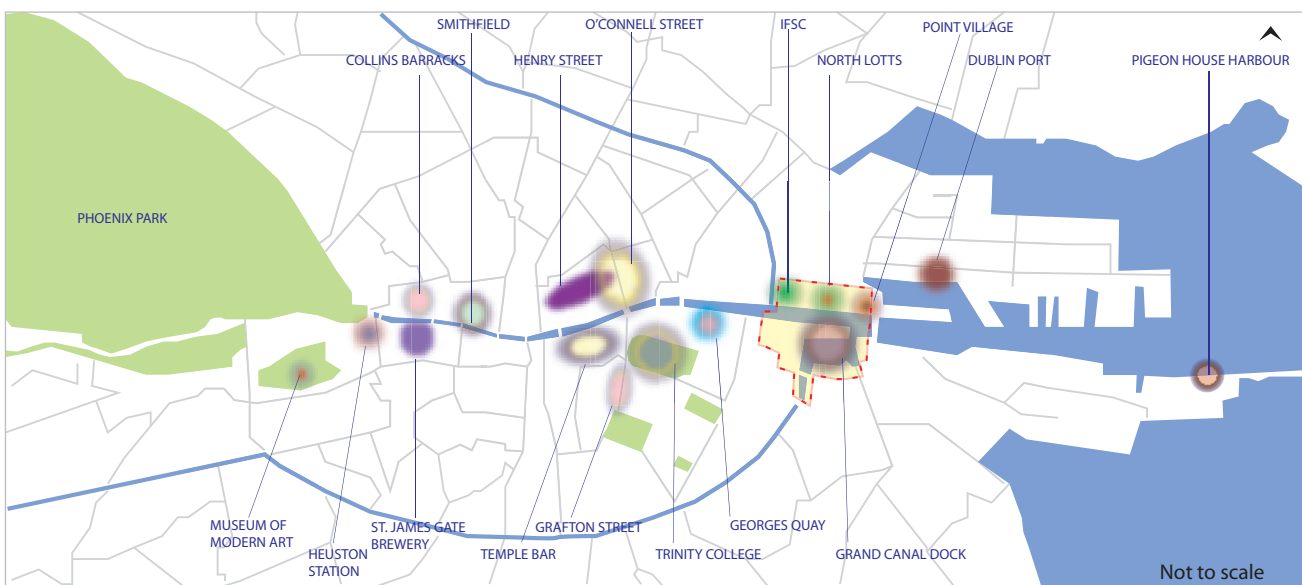 SMITHFIELD
O'CONNELL STREET
IFSC
POINT VILLAGE
COLLINS BARRACKS
HENRY STREET
NORTH LOTTS
DUBLIN PORT
PIGEON HOUSE HARBOUR
PHOENIX PARK
MUSEUM OF
MODERN ART
HEUSTON
STATION
ST. JAMES GATE
BREWERY
TEMPLE BAR
GRAFTON STREET
TRINITY COLLEGE
GEORGES QUAY
GRAND CANAL DOCK
Not to scale